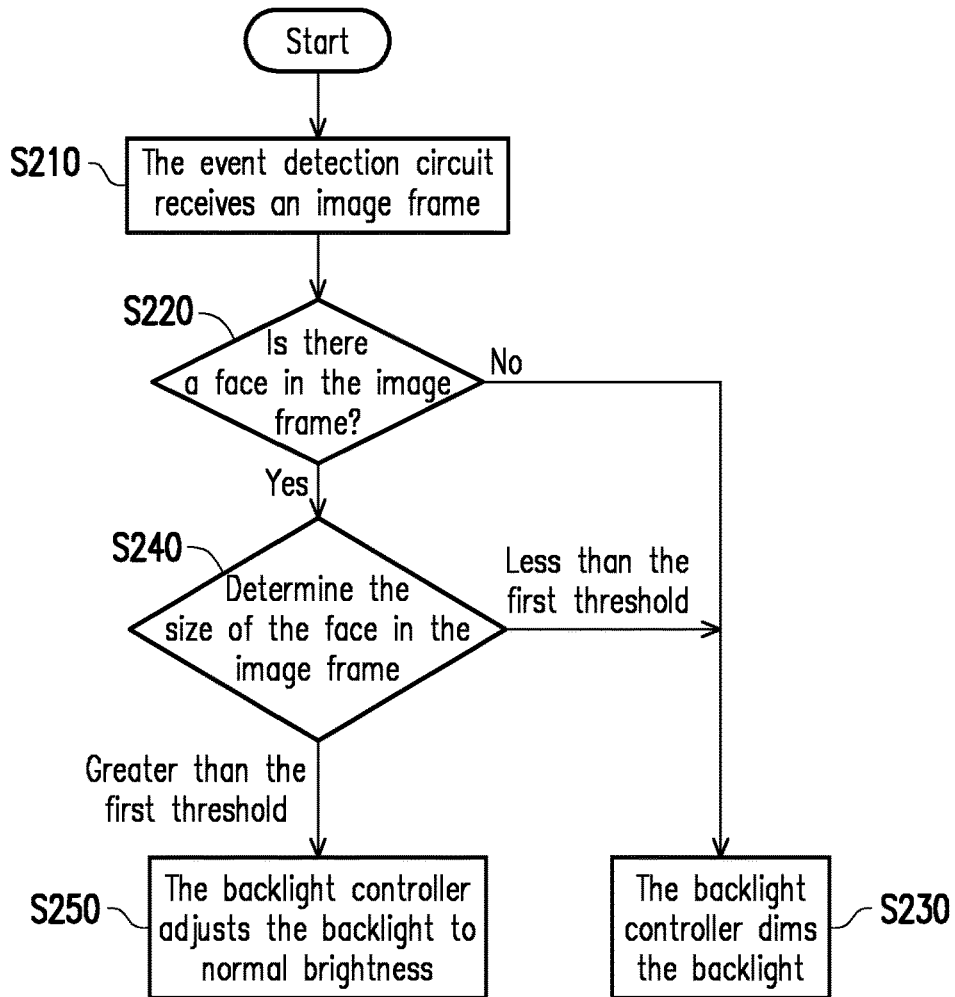 Start
S210
The event detection circuit
receives an image frame
S220
Is there
a face in the image
frame?
No
Yes
S240
Determine the
size of the face in the
image frame
Less than the
first threshold
Greater than the
first threshold
S250
The backlight controller
adjusts the backlight to
normal brightness
The backlight
controller dims
the backlight
S230